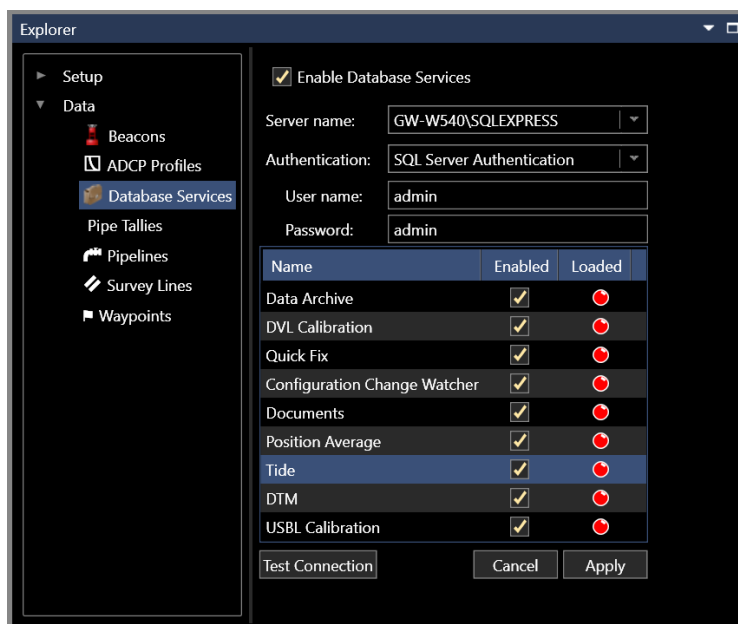 Explorer
Setup
Data
Beacons
ADCP Profiles
Database Services
Pipe Tallies
Pipelines
Survey Lines
Waypoints
Enable Database Services
Server name: GW-W540\SQLEXPRESS
Authentication: SQL Server Authentication
User name: admin
Password: admin
Name Enabled Loaded
Data Archive
DVL Calibration
Quick Fix
Configuration Change Watcher
Documents
Position Average
Tide
DTM
USBL Calibration
Test Connection Cancel Apply